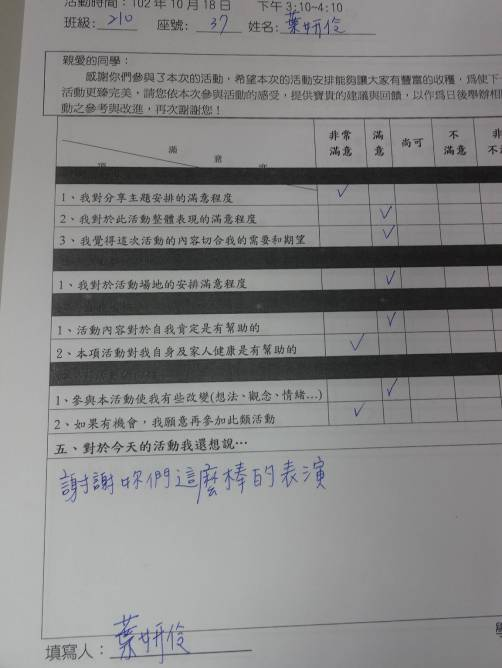 活動時間：102 年 10 月 18 日 下午 3:10~4:10
班級: 210 座號: 37 姓名: 葉妍伶
親愛的同學：
感謝你們參與了本次的活動，希望本次的活動安排能夠讓大家有豐富的收穫，為使下
活動更臻完美，請您依本次參與活動的感受，提供寶貴的建議與回饋，以作為日後舉辦相
動之參考與改進，再次謝謝您！
滿 意 度 非常滿意 滿意 尚可 不滿意 非 不
項
1、我對分享主題安排的滿意程度 ✓
2、我對於此活動整體表現的滿意程度 ✓
3、我覺得這次活動的內容切合我的需要和期望 ✓
1、我對於活動場地的安排滿意程度 ✓
1、活動內容對於自我肯定是有幫助的 ✓
2、本項活動對我自身及家人健康是有幫助的 ✓
1、參與本活動使我有些改變(想法、觀念、情緒…) ✓
2、如果有機會，我願意再參加此類活動 ✓
五、對於今天的活動我還想說…
謝謝妳們這麼棒的表演
填寫人：葉妍伶